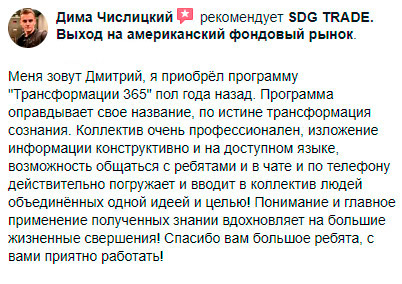 Дима Числицкий рекомендует SDG TRADE.
Выход на американский фондовый рынок.
Меня зовут Дмитрий, я приобрёл программу
"Трансформации 365" пол года назад. Программа
оправдывает свое название, по истине трансформация
сознания. Коллектив очень профессионален, изложение
информации конструктивно и на доступном языке,
возможность общаться с ребятами и в чате и по телефону
действительно погружает и вводит в коллектив людей
объединённых одной идеей и целью! Понимание и главное
применение полученных знании вдохновляет на большие
жизненные свершения! Спасибо вам большое ребята, с
вами приятно работать!